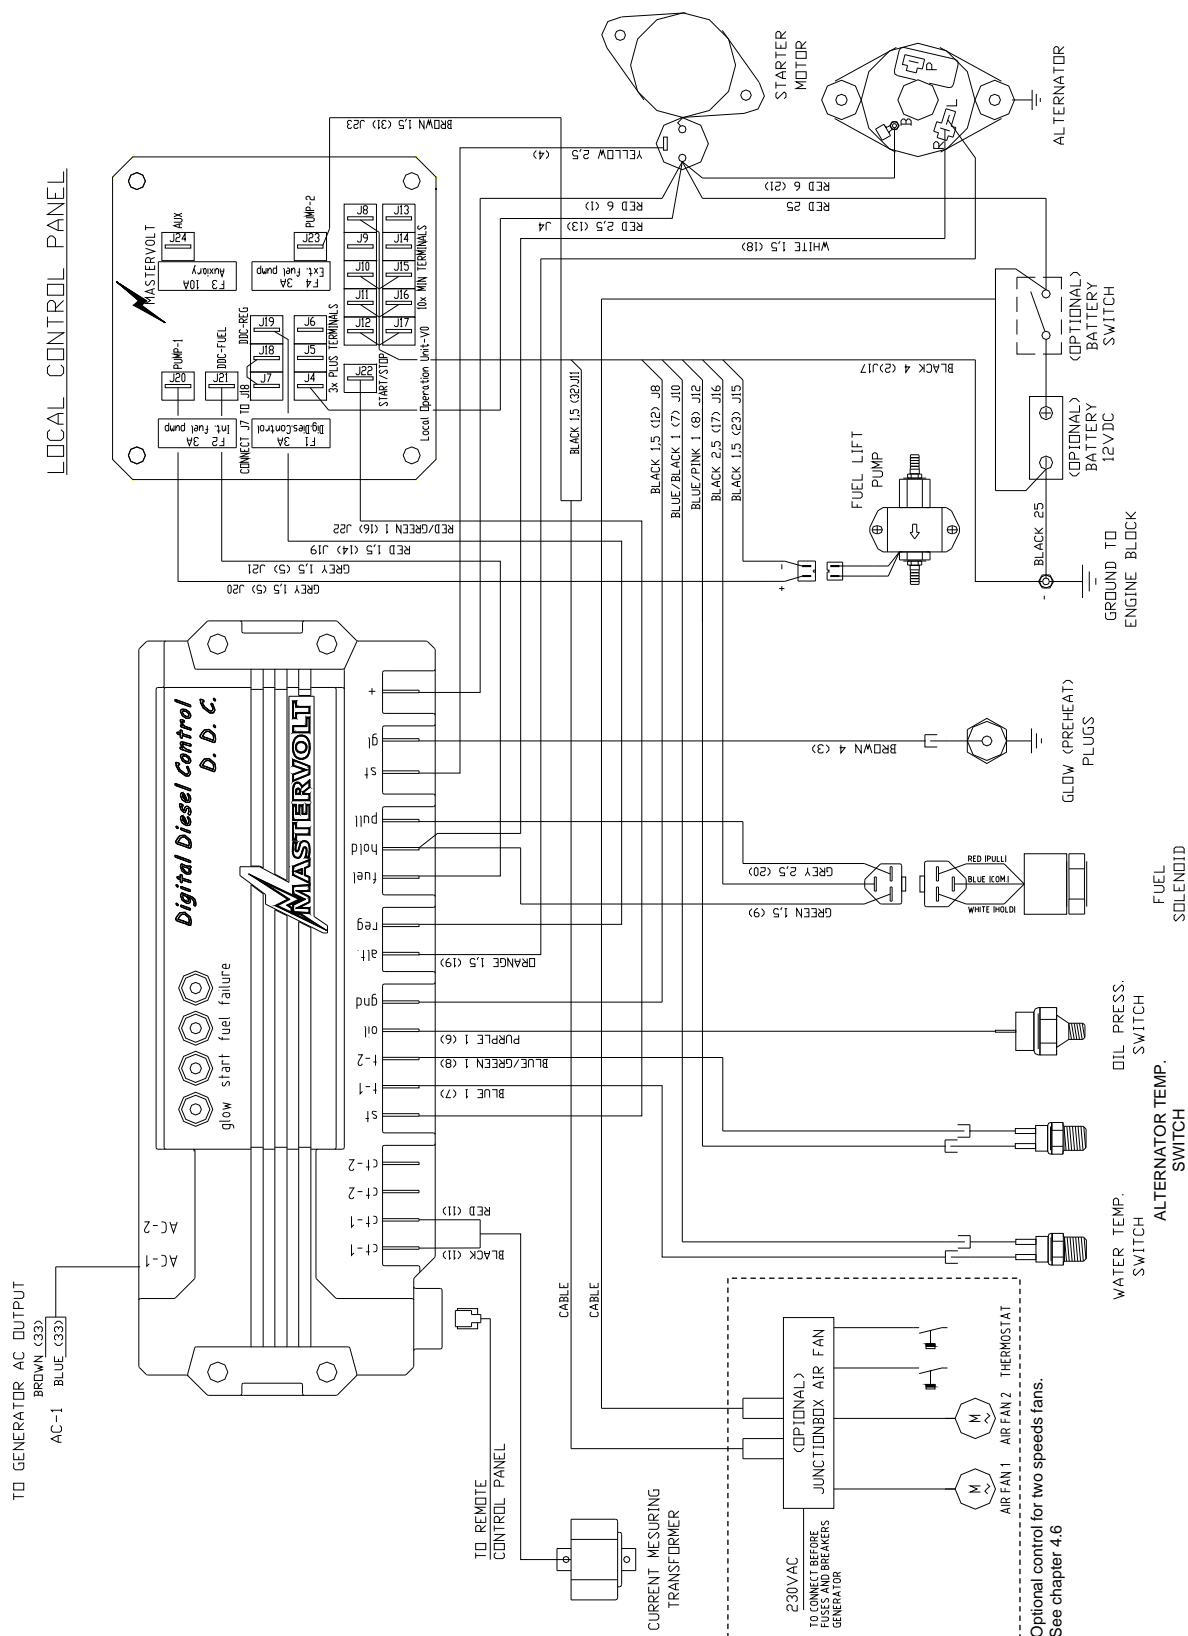 LOCAL CONTROL PANEL
MASTERVOLT
J24 AUX
F3 10A
Auxiory
J23 PUMP-2
F4 3A
Ext. Fuel pump
J20 PUMP-1
J21 DDC-FUEL
F2 3A
Int. Fuel pump
F1 3A
Dig.Dies.Control
CONNECT J7 TO J18
DDC-REG
J19
J18
J7
J6
J5
J4
3x PLUS TERMINALS
J22
START/STOP
J8
J9
J10
J11
J12
J13
J14
J15
J16
J17
10x MIN TERMINALS
Local Operation Unit-V0
STARTER
MOTOR
ALTERNATOR
P
B
R
L
BROWN 1,5 (31) J23
YELLOW 2,5 (4)
RED 6 (21)
RED 6 (1)
RED 25
RED 2,5 (13) J4
WHITE 1,5 (18)
BLACK 4 (2)J17
(OPTIONAL)
BATTERY
SWITCH
(OPTIONAL)
BATTERY
12VDC
BLACK 25
-
GROUND TO
ENGINE BLOCK
BLACK 1,5 (32)J11
BLACK 1,5 (12) J8
BLUE/BLACK 1 (7) J10
BLUE/PINK 1 (8) J12
BLACK 2,5 (17) J16
BLACK 1,5 (23) J15
FUEL LIFT
PUMP
-
+
RED/GREEN 1 (16) J22
RED 1,5 (14) J19
GREY 1,5 (5) J21
GREY 1,5 (5) J20
Digital Diesel Control
D. D. C.
MASTERVOLT
glow start fuel failure
+
gl
st
pull
hold
fuel
reg
alt.
gnd
oil
t-2
t-1
st
ct-2
ct-2
ct-1
ct-1
AC-2
AC-1
BROWN 4 (3)
GLOW (PREHEAT)
PLUGS
GREY 2,5 (20)
GREEN 1,5 (9)
RED (PULL)
BLUE (COM.)
WHITE (HOLD)
FUEL
SOLENOID
ORANGE 1,5 (19)
PURPLE 1 (6)
BLUE/GREEN 1 (8)
BLUE 1 (7)
OIL PRESS.
SWITCH
ALTERNATOR TEMP.
SWITCH
WATER TEMP.
SWITCH
RED (11)
BLACK (11)
TO GENERATOR AC OUTPUT
BROWN (33)
BLUE (33)
AC-1
TO REMOTE
CONTROL PANEL
CURRENT MESURING
TRANSFORMER
CABLE
CABLE
(OPTIONAL)
JUNCTIONBOX AIR FAN
230VAC
TO CONNECT BEFORE
FUSES AND BREAKERS
GENERATOR
M
~
AIR FAN 1
M
~
AIR FAN 2
THERMOSTAT
Optional control for two speeds fans.
See chapter 4.6